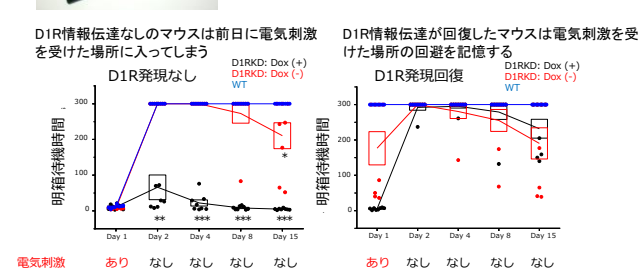 D1R情報伝達なしのマウスは前日に電気刺激
を受けた場所に入ってしまう
D1R発現なし
D1RKD: Dox (+)
D1RKD: Dox (-)
WT
明箱待機時間
300
200
100
0
*
**
***
***
***
Day 1
Day 2
Day 4
Day 8
Day 15
D1R情報伝達が回復したマウスは電気刺激を受
けた場所の回避を記憶する
D1R発現回復
D1RKD: Dox (+)
D1RKD: Dox (-)
WT
明箱待機時間
300
200
100
0
Day 1
Day 2
Day 4
Day 8
Day 15
電気刺激 あり なし なし なし なし あり なし なし なし なし